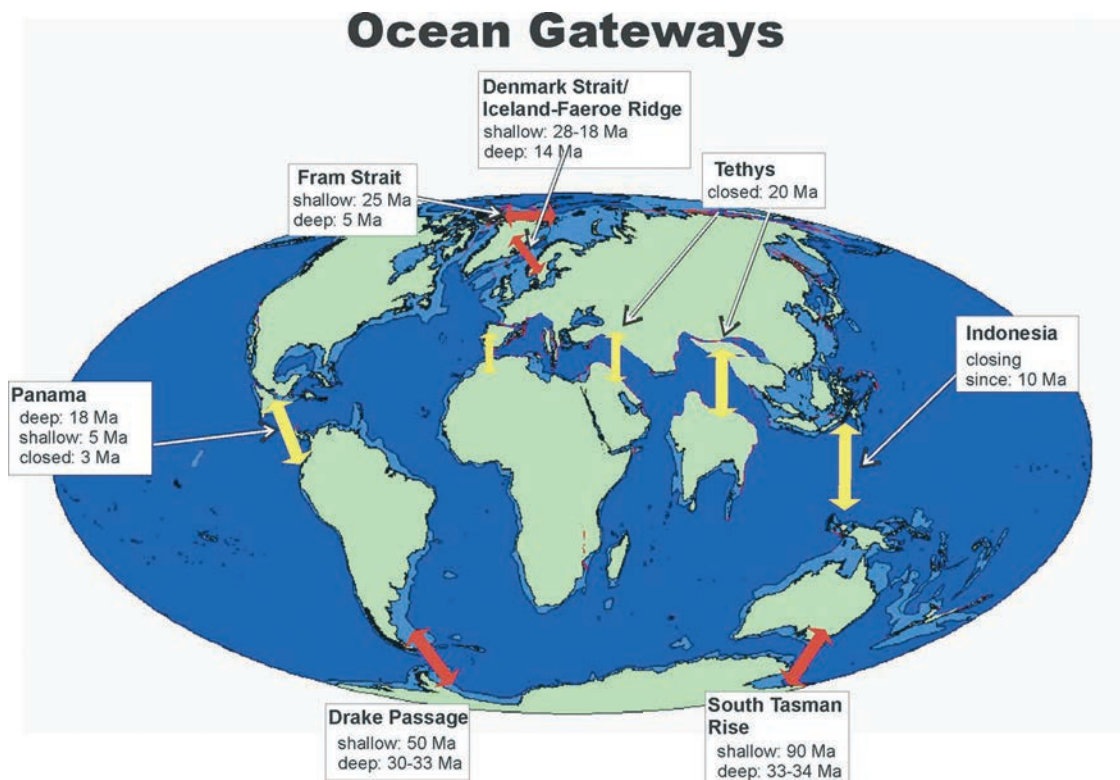 Ocean Gateways
Denmark Strait/
Iceland-Faeroe Ridge
shallow: 28-18 Ma
deep: 14 Ma
Fram Strait
shallow: 25 Ma
deep: 5 Ma
Tethys
closed: 20 Ma
Indonesia
closing
since: 10 Ma
Panama
deep: 18 Ma
shallow: 5 Ma
closed: 3 Ma
Drake Passage
shallow: 50 Ma
deep: 30-33 Ma
South Tasman
Rise
shallow: 90 Ma
deep: 33-34 Ma